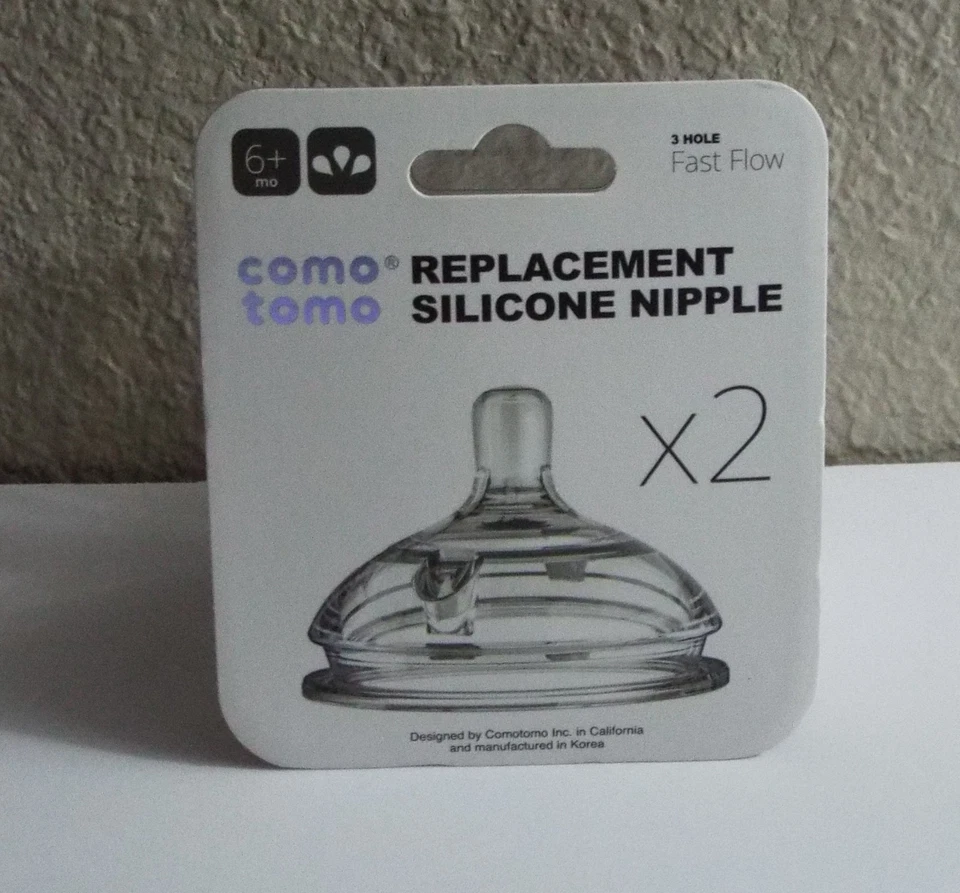 6+
mo
3 HOLE
Fast Flow
como®
tomo
REPLACEMENT
SILICONE NIPPLE
x2
Designed by Comotomo Inc. in California
and manufactured in Korea